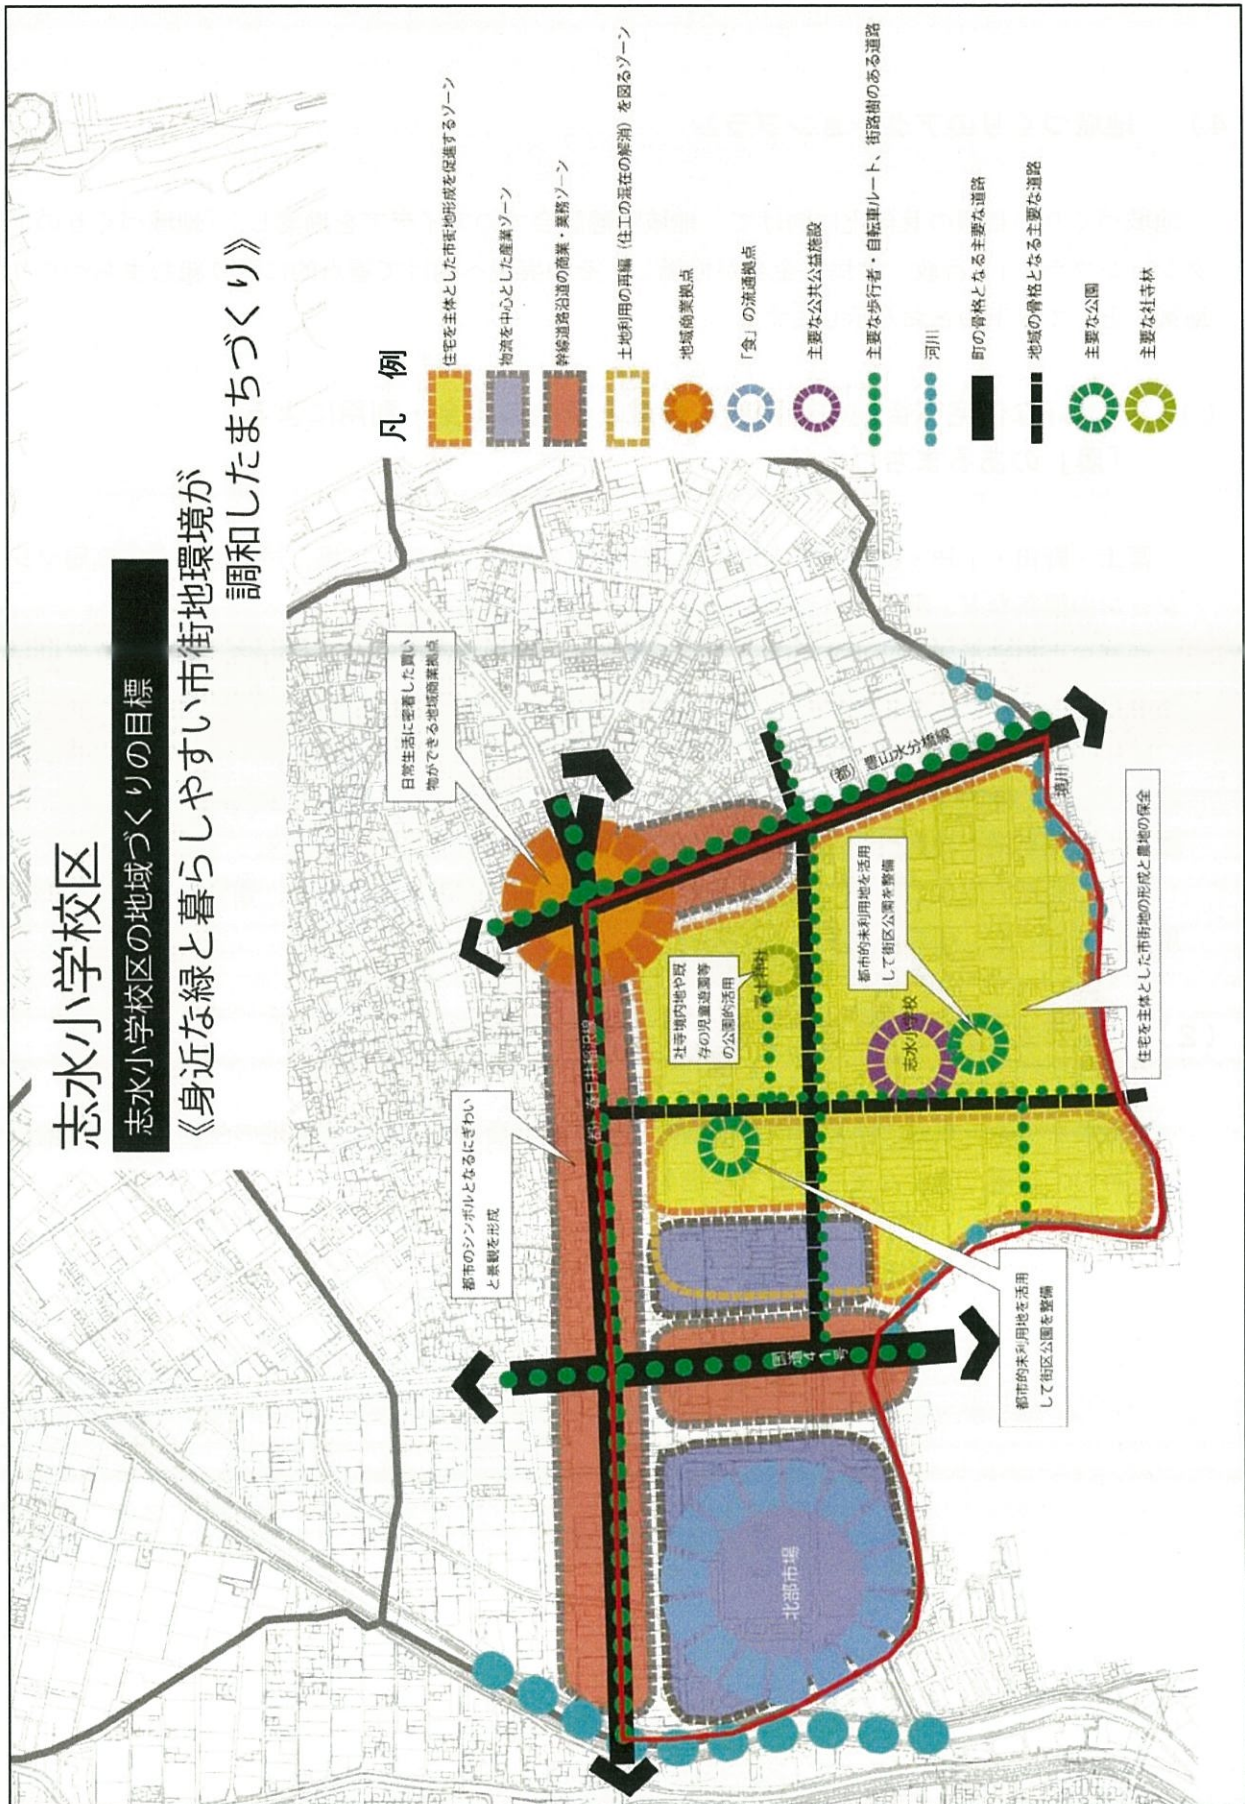 志水小学校区
志水小学校区の地域づくりの目標
《身近な緑と暮らしやすい市街地環境が
調和したまちづくり》
凡 例
住宅を主体とした市街地形成を促進するゾーン
物流を中心とした産業ゾーン
幹線道路沿道の商業・業務ゾーン
土地利用の再編（住工の混在の解消）を図るゾーン
地域商業拠点
「食」の流通拠点
主要な公共公益施設
主要な歩行者・自転車ルート、街路樹のある道路
河川
町の骨格となる主要な道路
地域の骨格となる主要な道路
主要な公園
主要な社寺林
都市のシンボルとなるにぎわい
と景観を形成
日常生活に密着した買い
物ができる地域商業拠点
（都）春日井稲沢線
（都）豊山水分橋線
社寺境内地や既
存の児童遊園等
の公園的活用
都市的未利用地を活用
して街区公園を整備
志水小学校
国道41号
北部市場
境川
都市的未利用地を活用
して街区公園を整備
住宅を主体とした市街地の形成と農地の保全